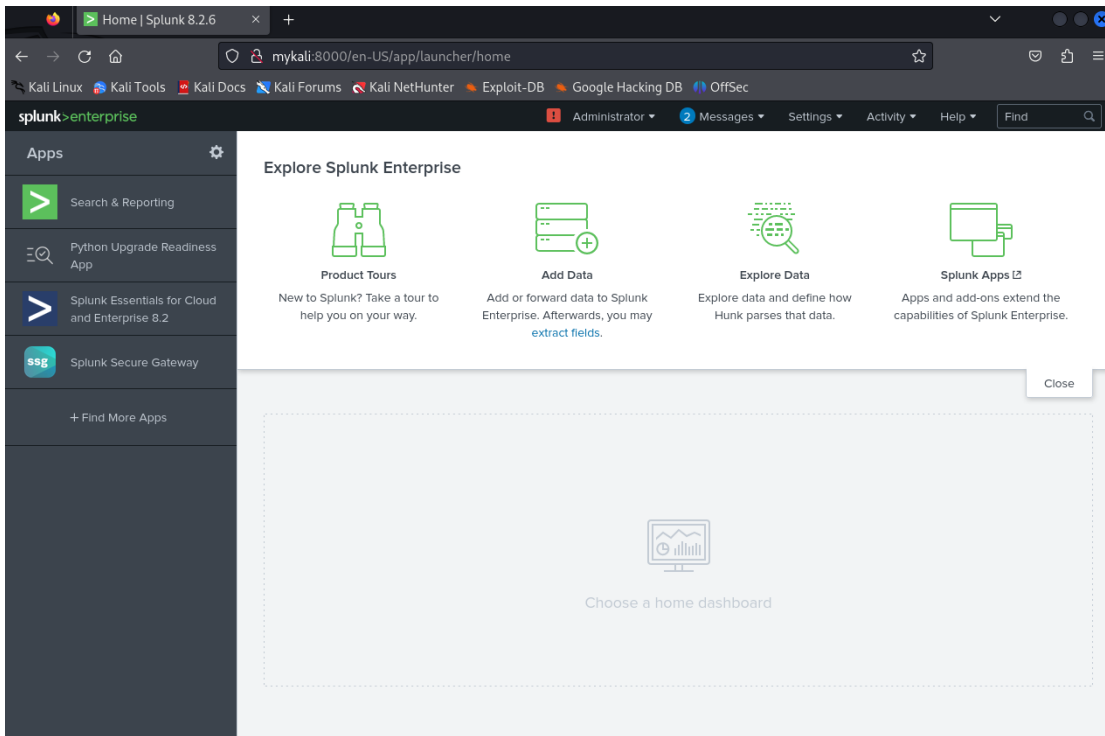 Home | Splunk 8.2.6
mykali:8000/en-US/app/launcher/home
Kali Linux Kali Tools Kali Docs Kali Forums Kali NetHunter Exploit-DB Google Hacking DB OffSec
splunk>enterprise ! Administrator 2 Messages Settings Activity Help Find
Apps
Search & Reporting
Python Upgrade Readiness
App
Splunk Essentials for Cloud
and Enterprise 8.2
ssg Splunk Secure Gateway
+ Find More Apps
Explore Splunk Enterprise
Product Tours
New to Splunk? Take a tour to
help you on your way.
Add Data
Add or forward data to Splunk
Enterprise. Afterwards, you may
extract fields.
Explore Data
Explore data and define how
Hunk parses that data.
Splunk Apps
Apps and add-ons extend the
capabilities of Splunk Enterprise.
Close
Choose a home dashboard